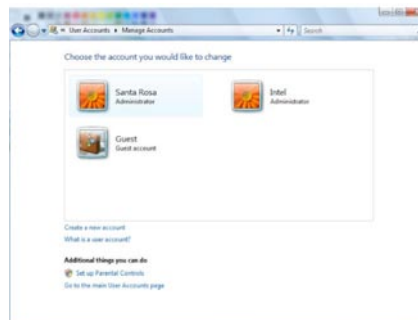 User Accounts ▸ Manage Accounts
Search
Choose the account you would like to change
Santa Rosa
Administrator
Intel
Administrator
Guest
Guest account
Create a new account
What is a user account?
Additional things you can do
Set up Parental Controls
Go to the main User Accounts page